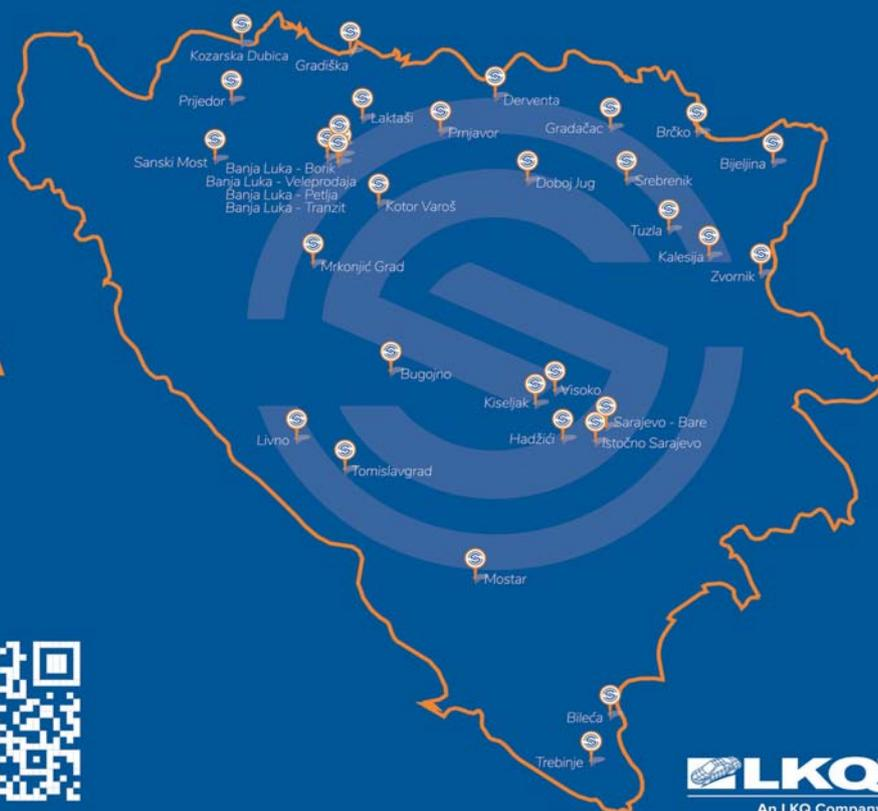 Kozarska Dubica
Gradiška
Prijedor
Derventa
Laktaši
Prnjavor
Gradačac
Brčko
Sanski Most
Bijeljina
Banja Luka - Borik
Banja Luka - Veleprodaja
Banja Luka - Petlja
Banja Luka - Tranzit
Doboj Jug
Srebrenik
Kotor Varoš
Tuzla
Kalesija
Mrkonjić Grad
Zvornik
Bugojno
Visoko
Kiseljak
Sarajevo - Bare
Livno
Hadžići
Istočno Sarajevo
Tomislavgrad
Mostar
Bileća
Trebinje
LKQ
An LKQ Company